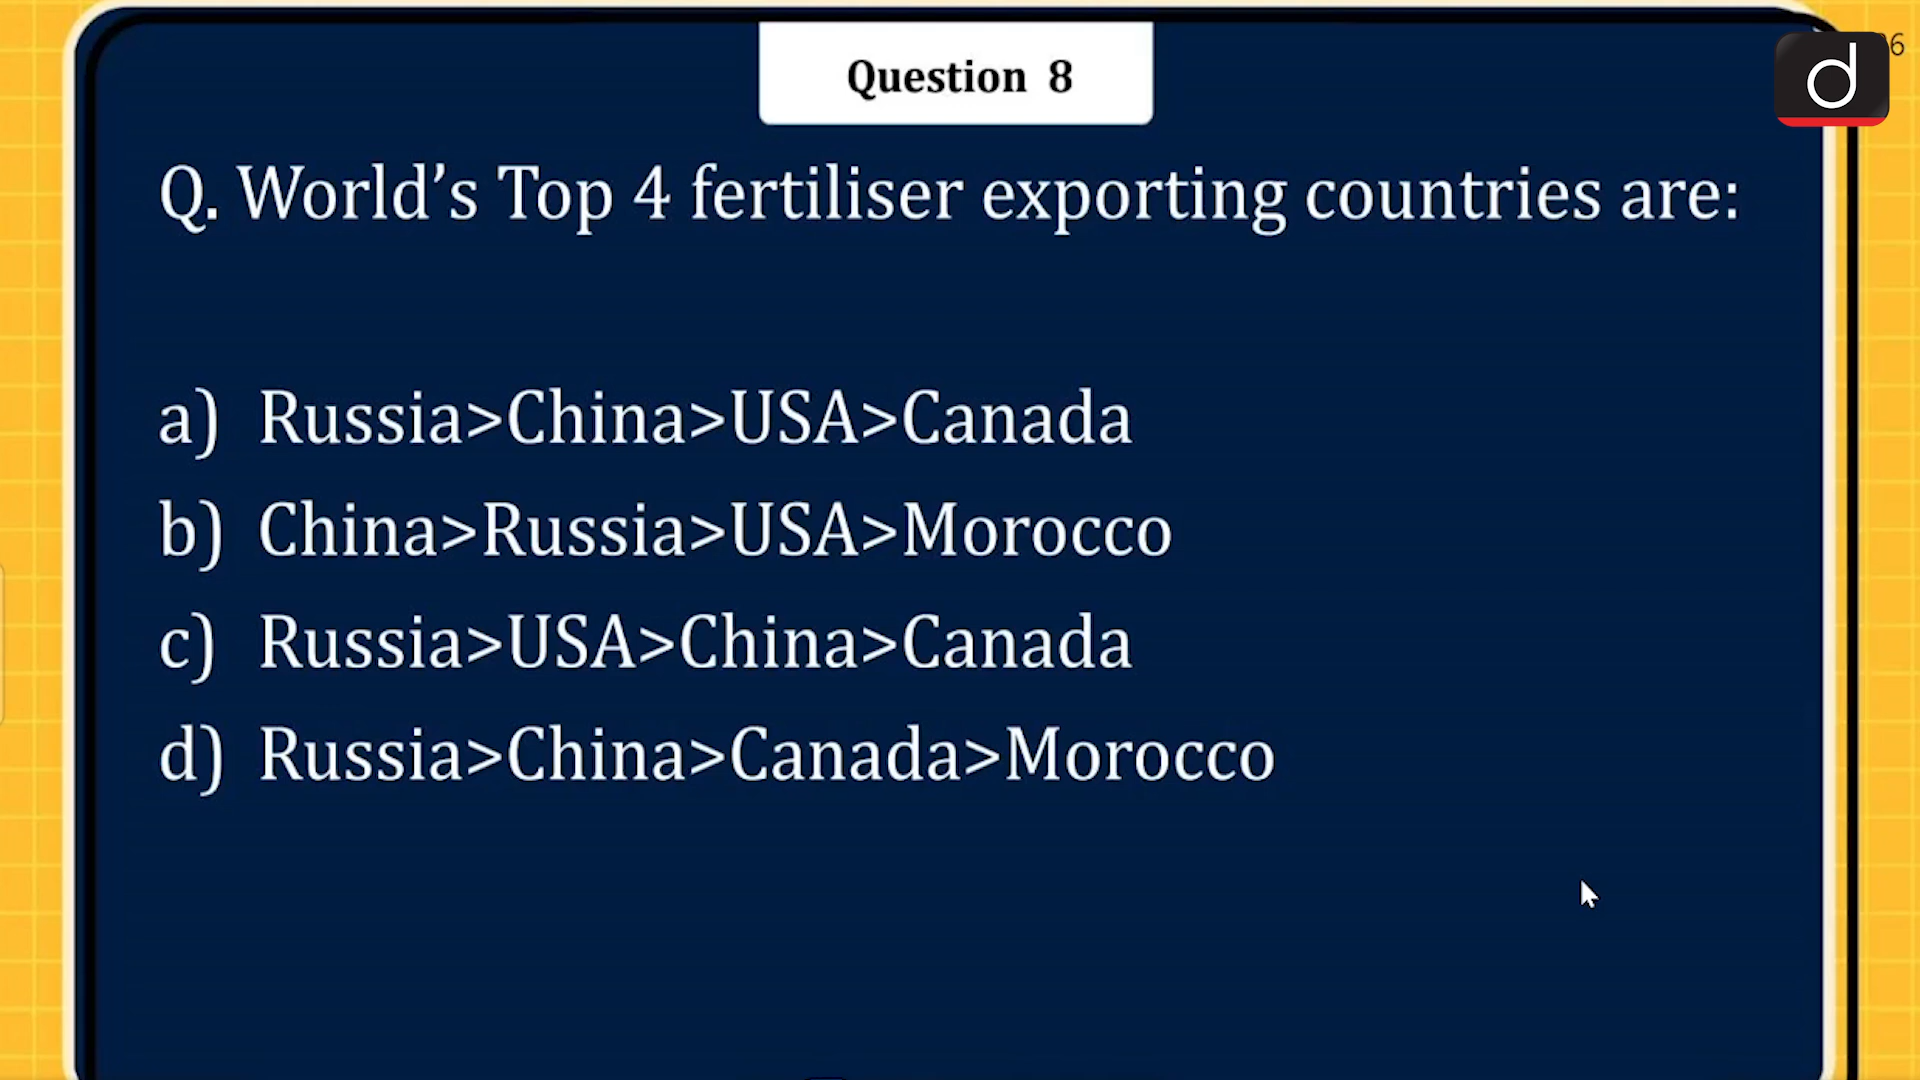 Question 8
6
d
Q. World’s Top 4 fertiliser exporting countries are:
a) Russia>China>USA>Canada
b) China>Russia>USA>Morocco
c) Russia>USA>China>Canada
d) Russia>China>Canada>Morocco